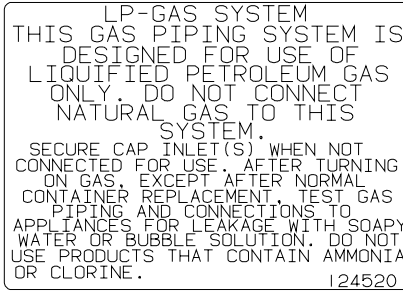 LP-GAS SYSTEM
THIS GAS PIPING SYSTEM IS
DESIGNED FOR USE OF
LIQUIFIED PETROLEUM GAS
ONLY. DO NOT CONNECT
NATURAL GAS TO THIS
SYSTEM.
SECURE CAP INLET(S) WHEN NOT
CONNECTED FOR USE. AFTER TURNING
ON GAS, EXCEPT AFTER NORMAL
CONTAINER REPLACEMENT, TEST GAS
PIPING AND CONNECTIONS TO
APPLIANCES FOR LEAKAGE WITH SOAPY
WATER OR BUBBLE SOLUTION. DO NOT
USE PRODUCTS THAT CONTAIN AMMONIA
OR CLORINE.
124520